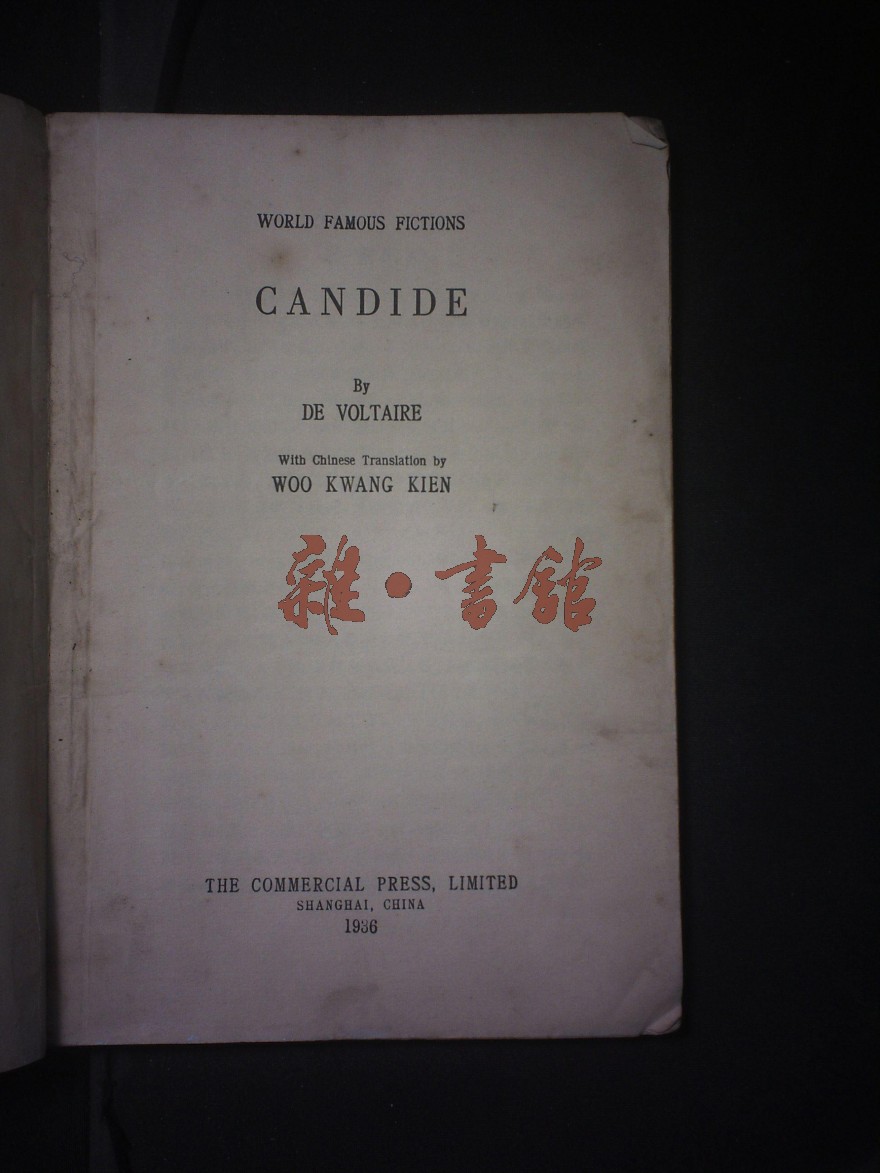 WORLD FAMOUS FICTIONS
CANDIDE
By
DE VOLTAIRE
With Chinese Translation by
WOO KWANG KIEN
雜·書館
THE COMMERCIAL PRESS, LIMITED
SHANGHAI, CHINA
1936